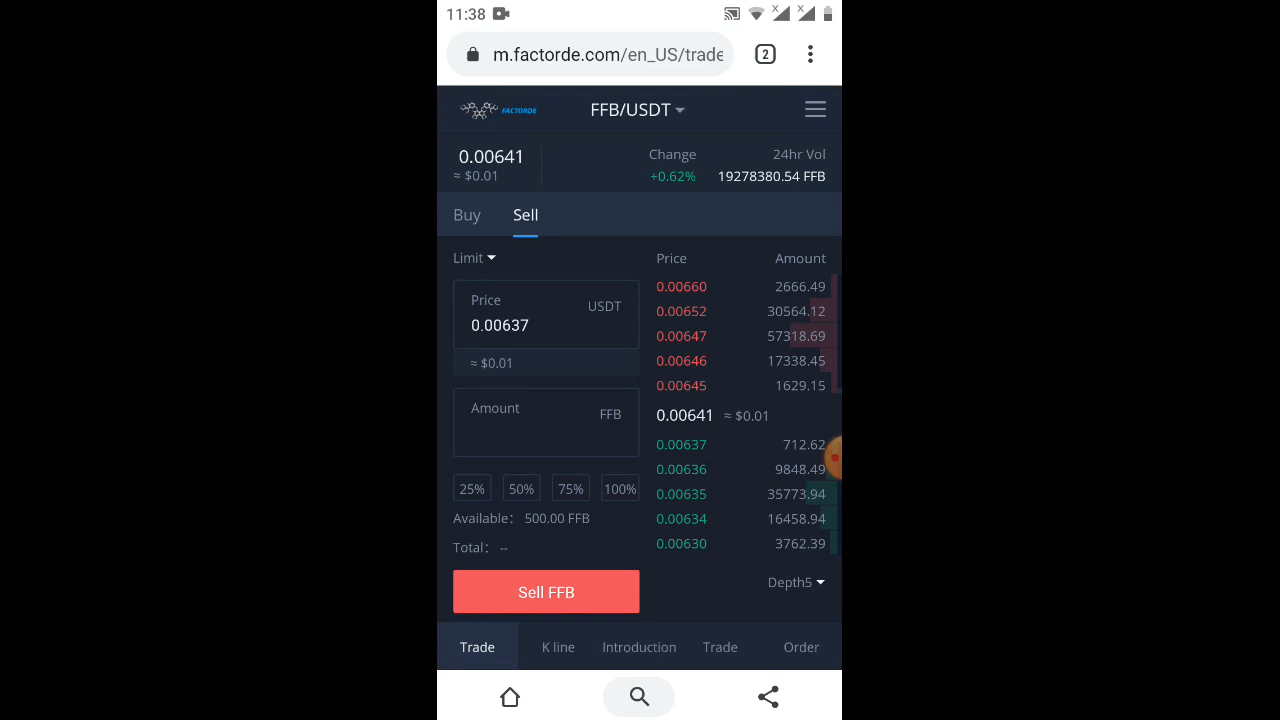 11:38
m.factorde.com/en_US/trade
2
FACTORDE
FFB/USDT
0.00641
≈ $0.01
Change
+0.62%
24hr Vol
19278380.54 FFB
Buy
Sell
Limit
Price
0.00637
USDT
≈ $0.01
Amount
FFB
25%
50%
75%
100%
Available: 500.00 FFB
Total: --
Sell FFB
Price Amount
0.00660 2666.49
0.00652 30564.12
0.00647 57318.69
0.00646 17338.45
0.00645 1629.15
0.00641 ≈ $0.01
0.00637 712.62
0.00636 9848.49
0.00635 35773.94
0.00634 16458.94
0.00630 3762.39
Depth5
Trade
K line
Introduction
Trade
Order